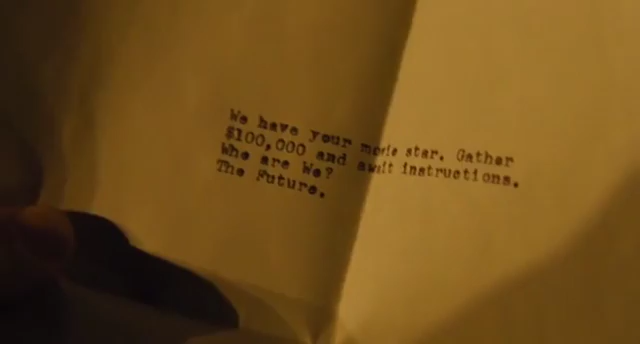 We have your movie star. Gather
$100,000 and await instructions.
Who are We?
The Future.